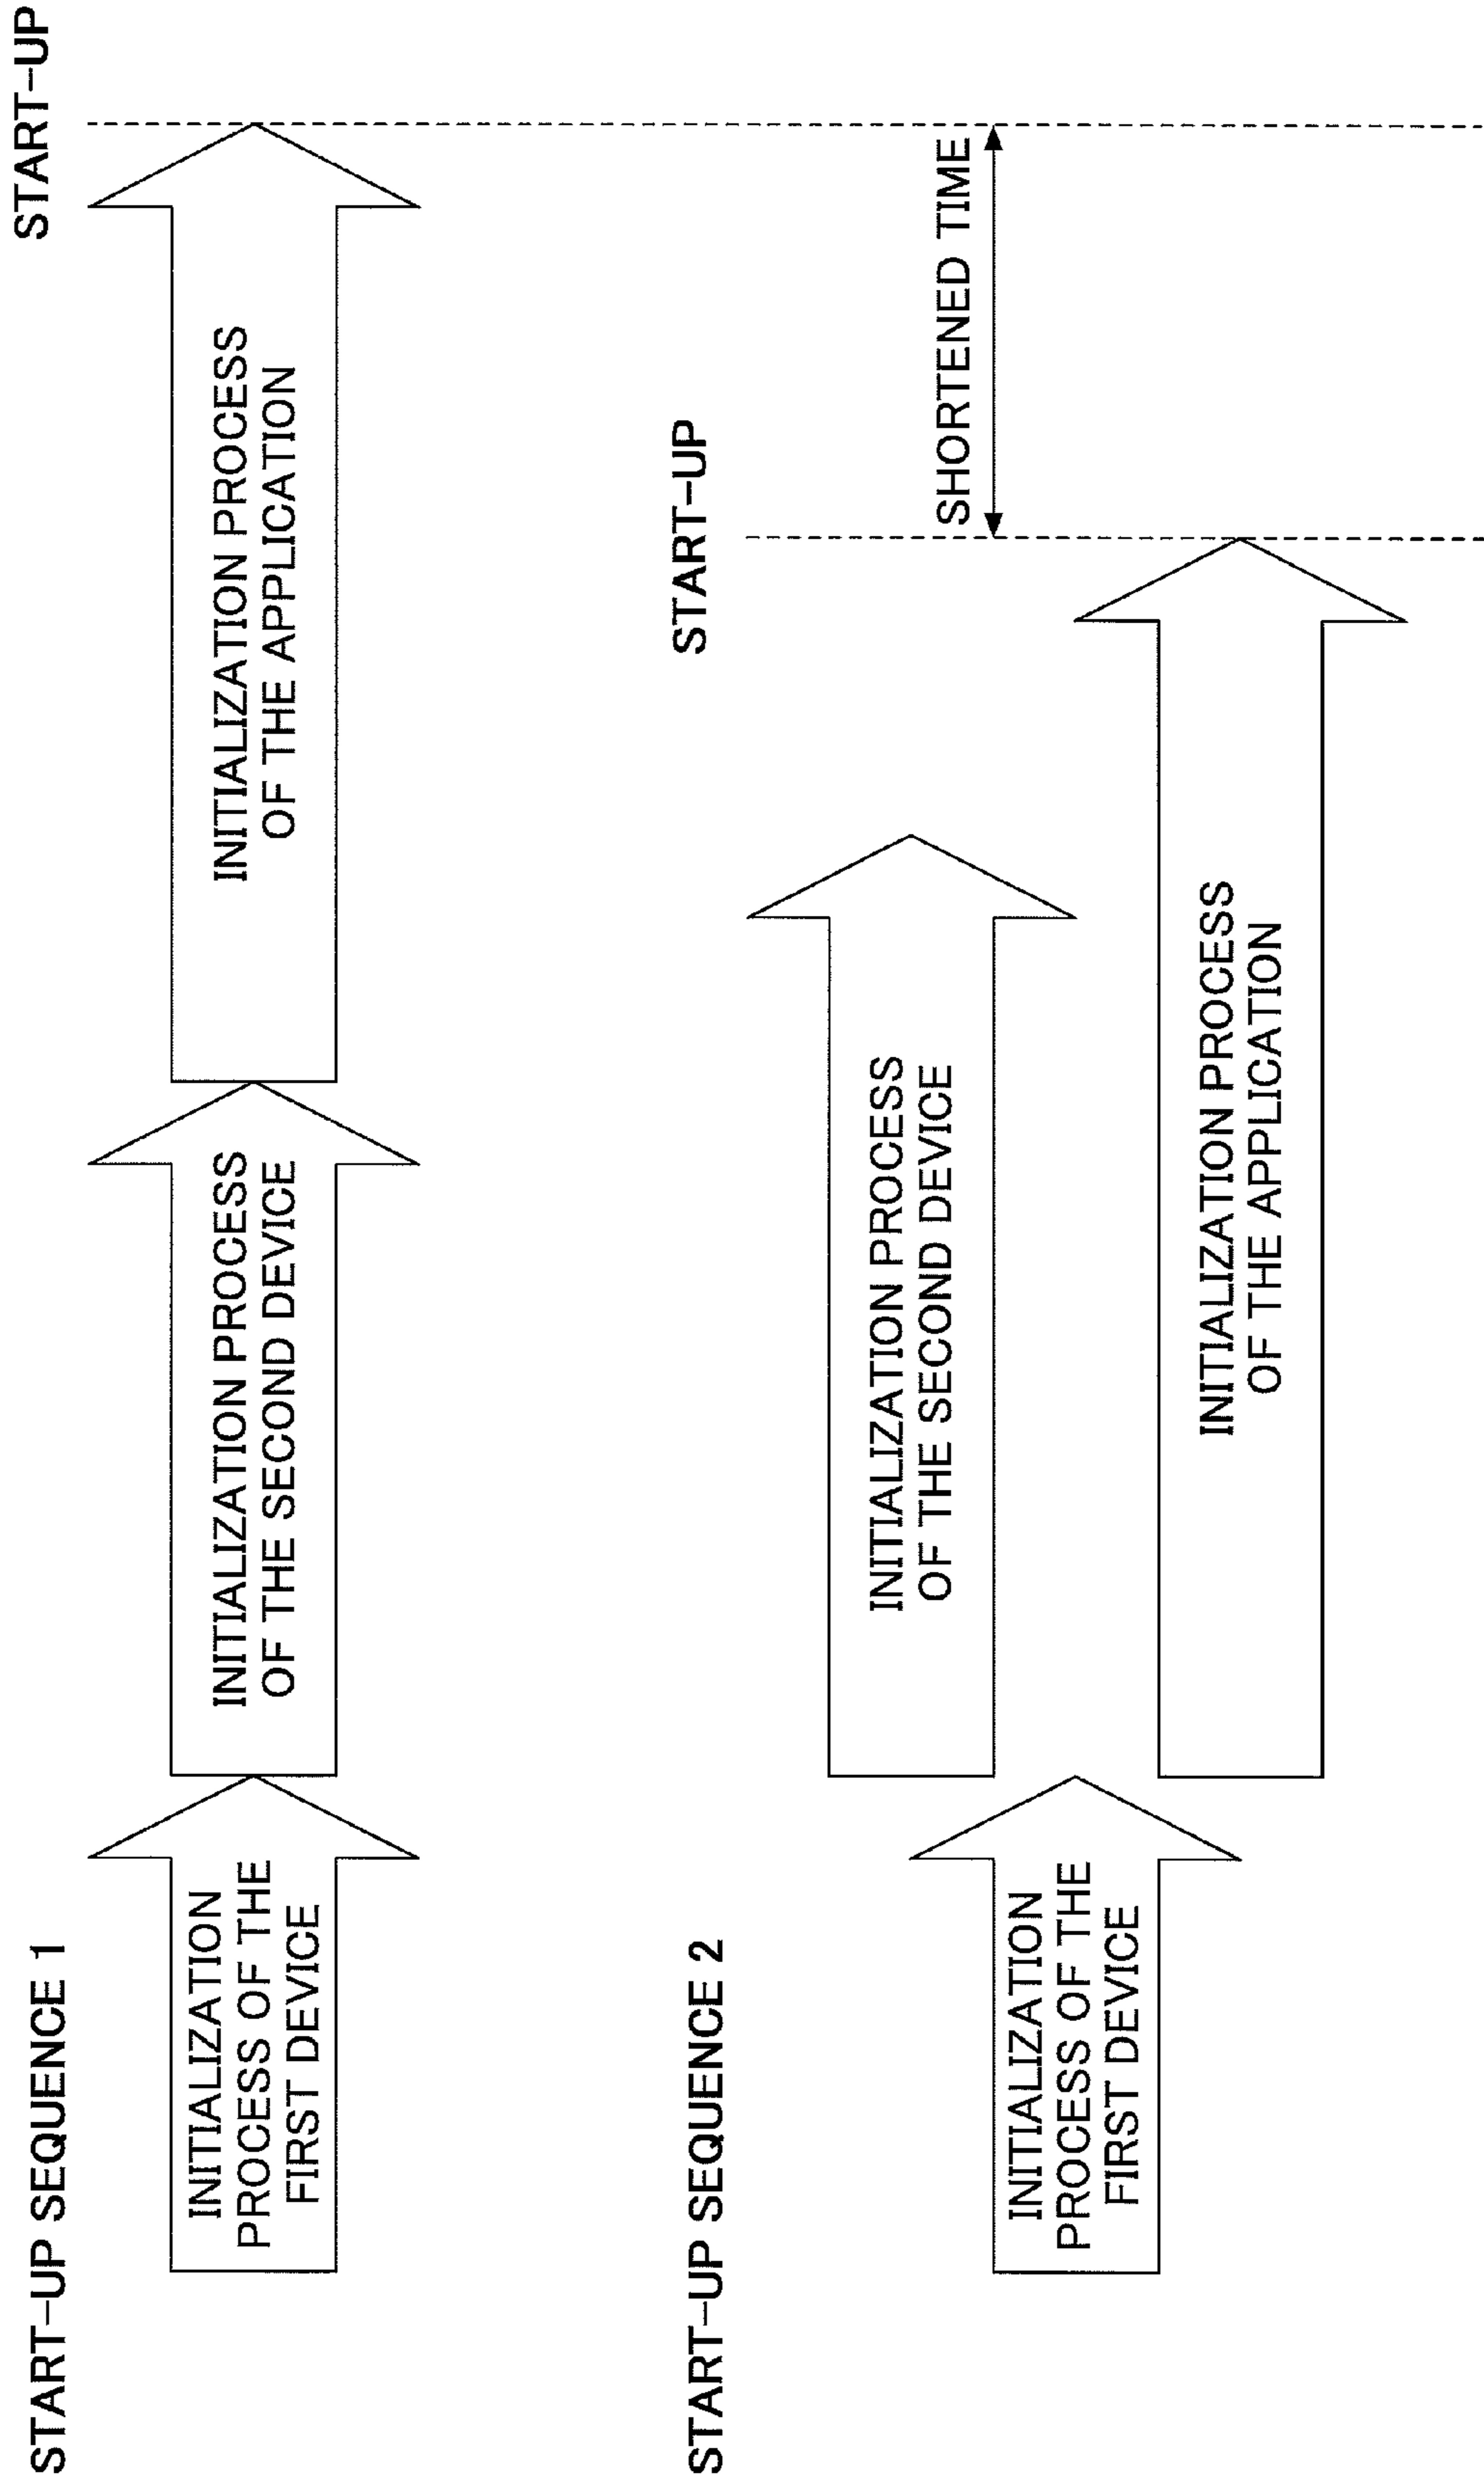 START-UP SEQUENCE 1
START-UP
INITIALIZATION
PROCESS OF THE
FIRST DEVICE
INITIALIZATION PROCESS
OF THE SECOND DEVICE
INITIALIZATION PROCESS
OF THE APPLICATION
START-UP SEQUENCE 2
START-UP
INITIALIZATION PROCESS
OF THE SECOND DEVICE
SHORTENED TIME
INITIALIZATION
PROCESS OF THE
FIRST DEVICE
INITIALIZATION PROCESS
OF THE APPLICATION